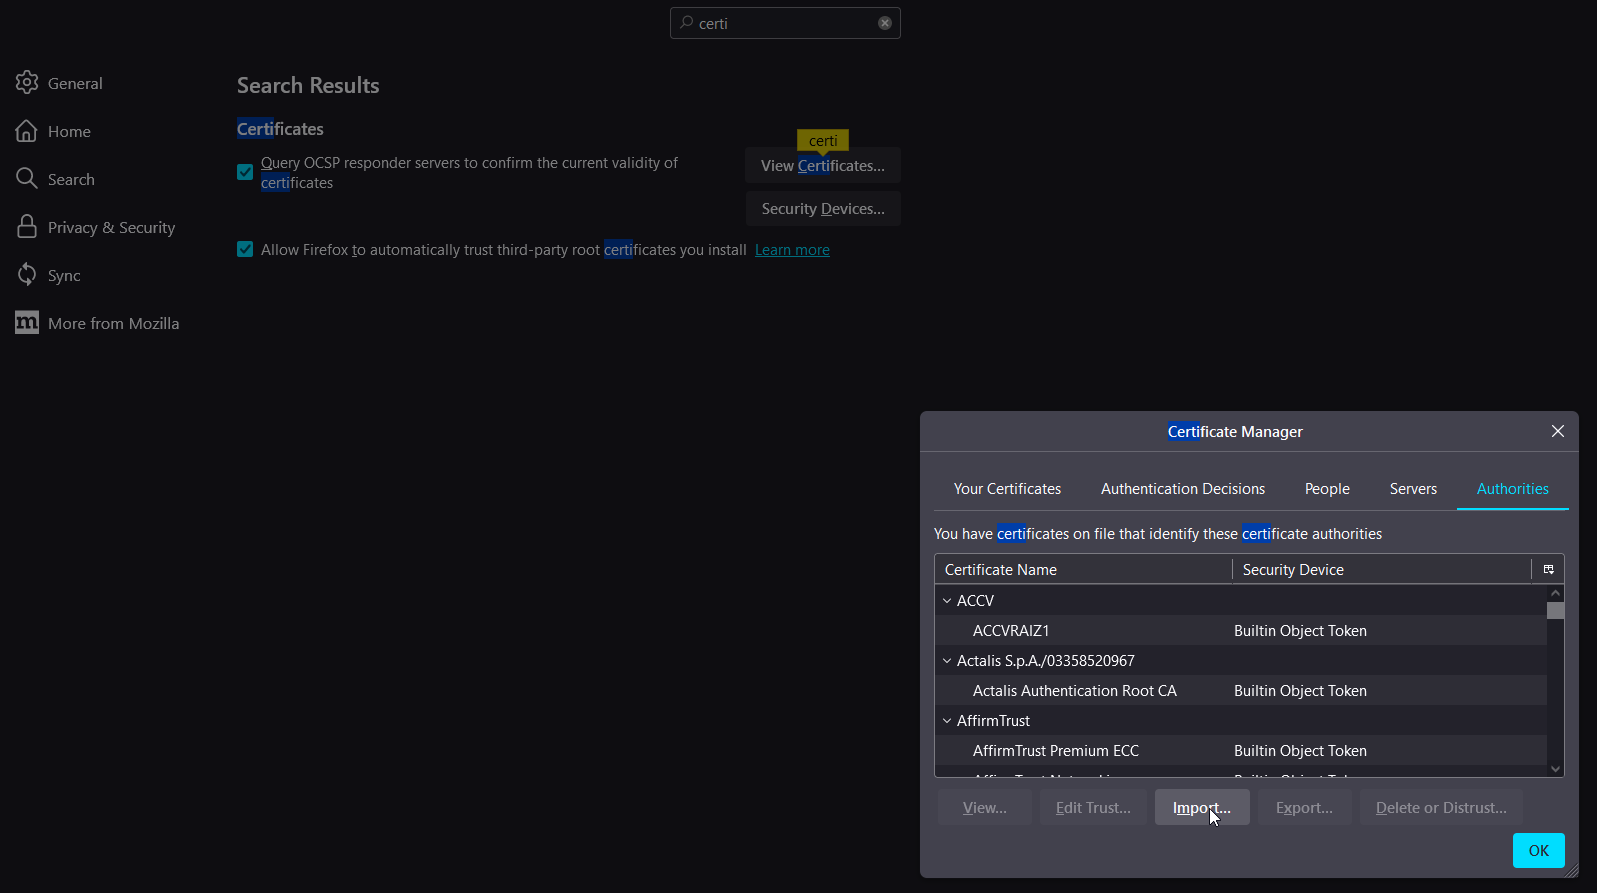 certi
General
Home
Search
Privacy & Security
Sync
m More from Mozilla
Search Results
Certificates
Query OCSP responder servers to confirm the current validity of
certificates
certi
View Certificates...
Security Devices...
Allow Firefox to automatically trust third-party root certificates you install Learn more
Certificate Manager
Your Certificates Authentication Decisions People Servers Authorities
You have certificates on file that identify these certificate authorities
Certificate Name Security Device
ACCV
ACCVRAIZ1 Builtin Object Token
Actalis S.p.A./03358520967
Actalis Authentication Root CA Builtin Object Token
AffirmTrust
AffirmTrust Premium ECC Builtin Object Token
View... Edit Trust... Import... Export... Delete or Distrust...
OK